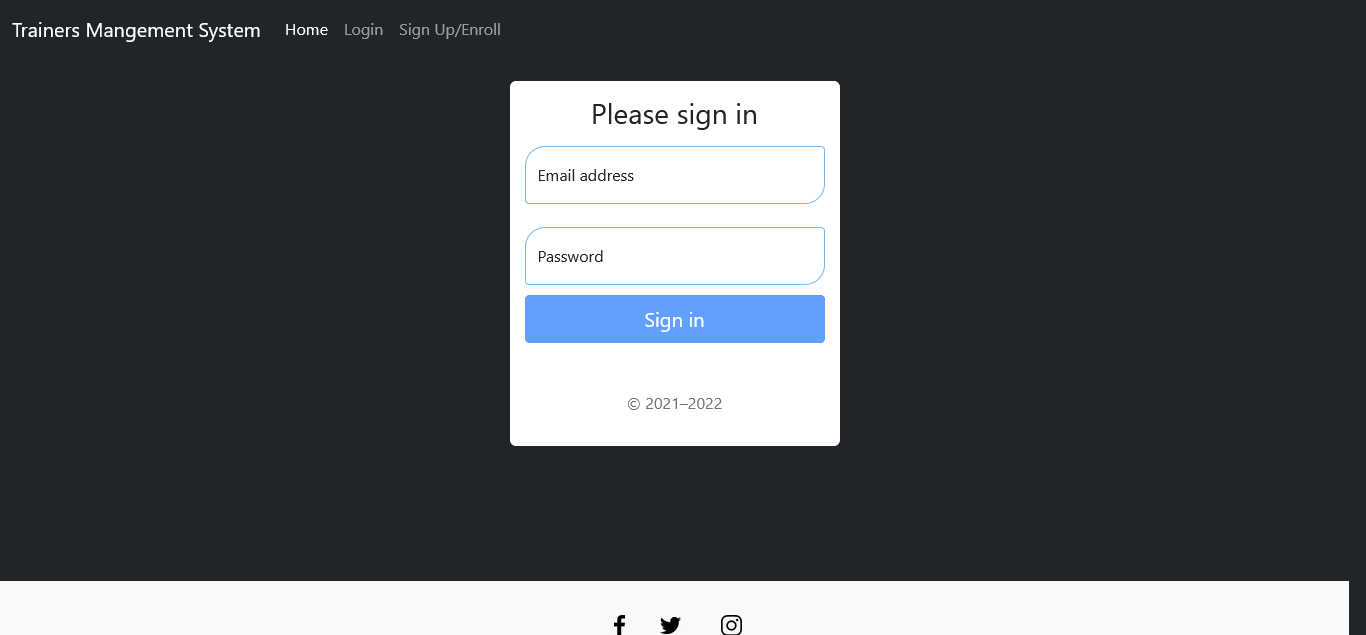 Trainers Mangement System Home Login Sign Up/Enroll
Please sign in
Email address
Password
Sign in
© 2021–2022